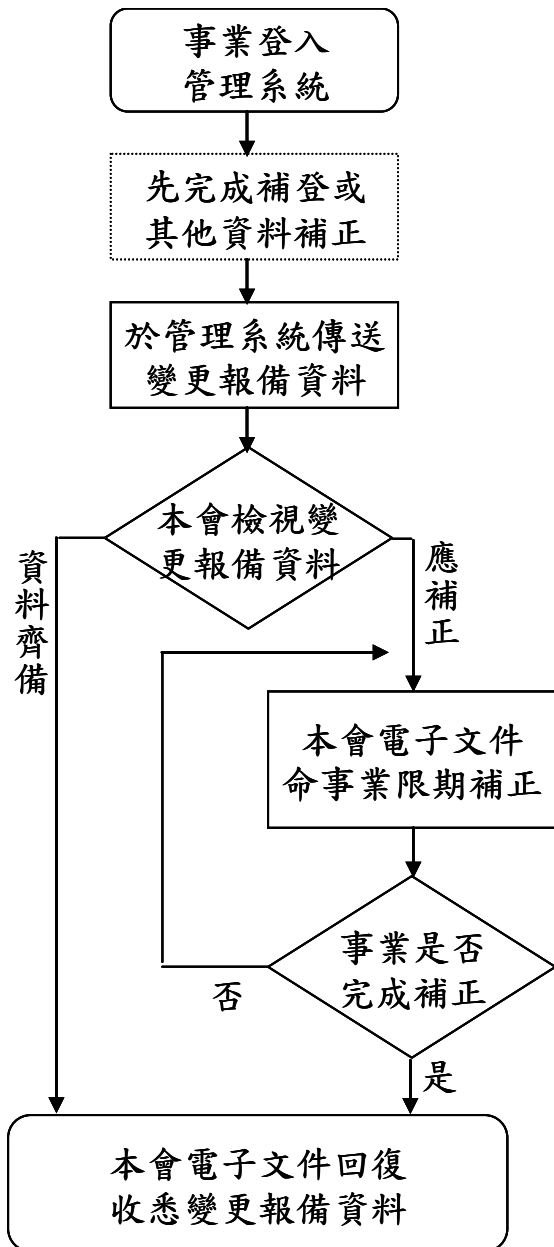 事業登入
管理系統
先完成補登或
其他資料補正
於管理系統傳送
變更報備資料
本會檢視變
更報備資料
資料齊備
應補正
本會電子文件
命事業限期補正
事業是否
完成補正
否
是
本會電子文件回復
收悉變更報備資料